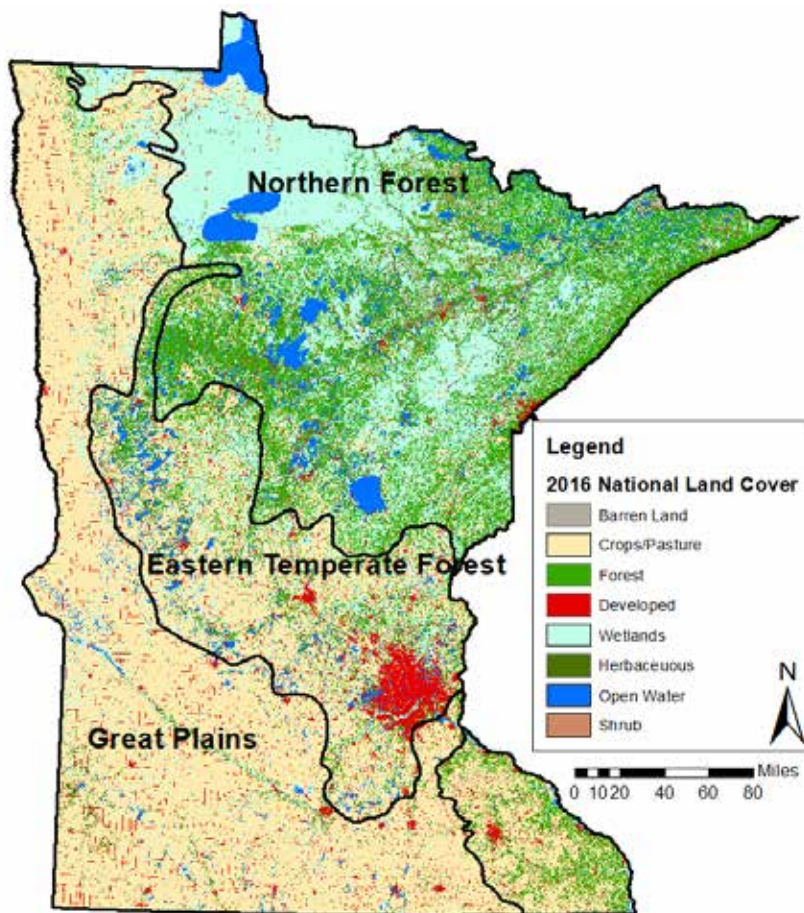 Northern Forest
Eastern Temperate Forest
Great Plains
Legend
2016 National Land Cover
Barren Land
Crops/Pasture
Forest
Developed
Wetlands
Herbaceuous
Open Water
Shrub
N
Miles
0 10 20 40 60 80